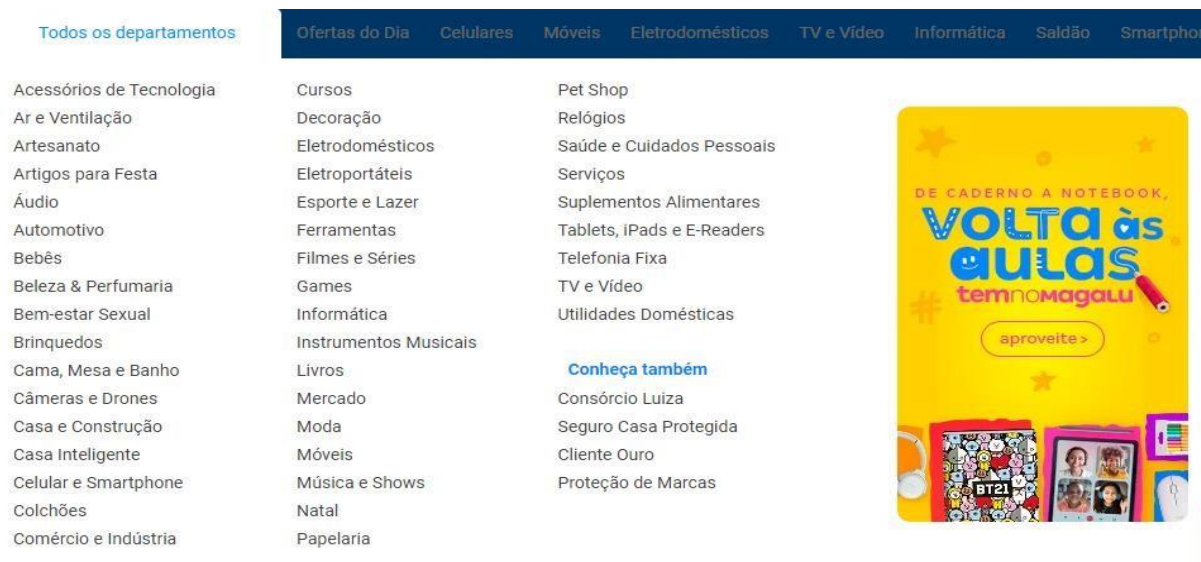 Todos os departamentos
Ofertas do Dia
Celulares
Móveis
Eletrodomésticos
TV e Vídeo
Informática
Saldão
Acessórios de Tecnologia
Ar e Ventilação
Artesanato
Artigos para Festa
Áudio
Automotivo
Bebês
Beleza & Perfumaria
Bem-estar Sexual
Brinquedos
Cama, Mesa e Banho
Câmeras e Drones
Casa e Construção
Casa Inteligente
Celular e Smartphone
Colchões
Comércio e Indústria
Cursos
Decoração
Eletrodomésticos
Eletroportáteis
Esporte e Lazer
Ferramentas
Filmes e Séries
Games
Informática
Instrumentos Musicais
Livros
Mercado
Moda
Móveis
Música e Shows
Natal
Papelaria
Pet Shop
Relógios
Saúde e Cuidados Pessoais
Serviços
Suplementos Alimentares
Tablets, iPads e E-Readers
Telefonia Fixa
TV e Vídeo
Utilidades Domésticas
Conheça também
Consórcio Luiza
Seguro Casa Protegida
Cliente Ouro
Proteção de Marcas
DE CADERNO A NOTEBOOK,
VOLTA às
aulas
temnomagalu
aproveite >
BT21